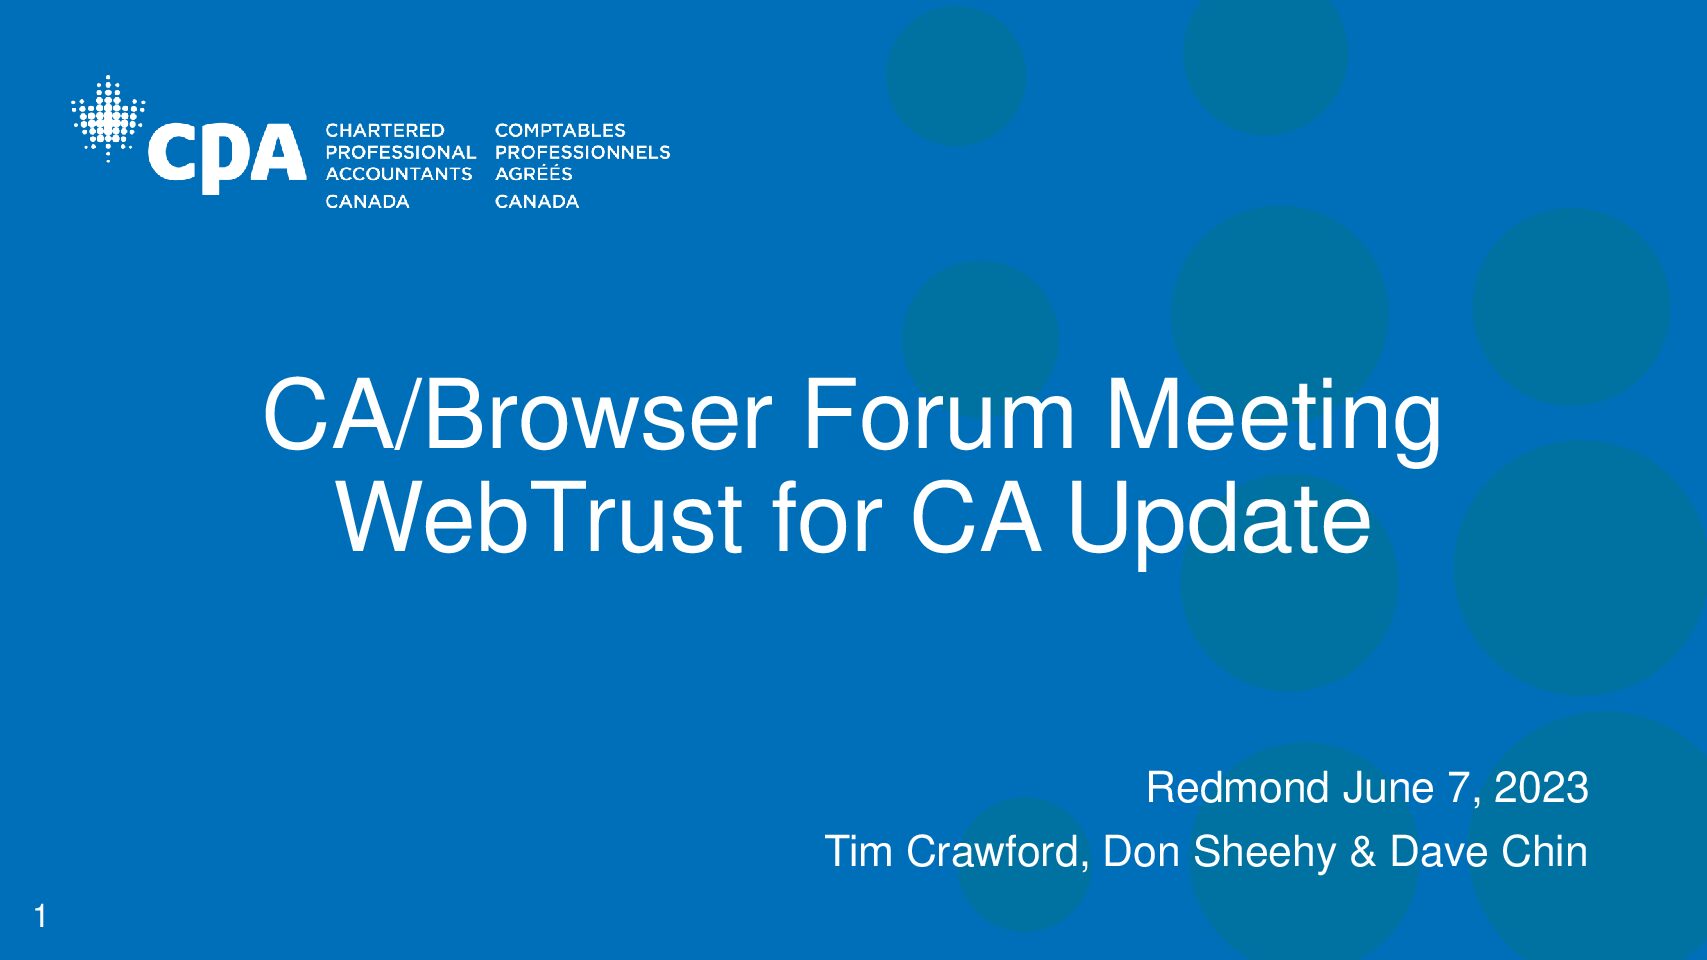 CPA
CHARTERED
PROFESSIONAL
ACCOUNTANTS
CANADA
COMPTABLES
PROFESSIONNELS
AGRÉÉS
CANADA
CA/Browser Forum Meeting
WebTrust for CA Update
Redmond June 7, 2023
Tim Crawford, Don Sheehy & Dave Chin
1